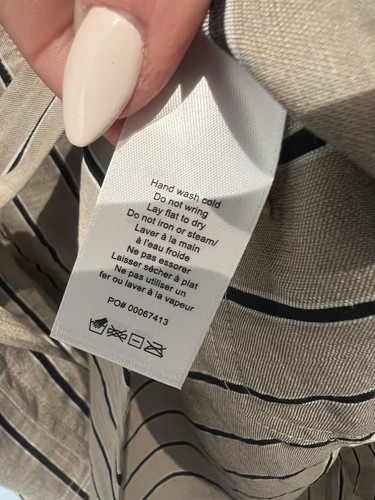 Hand wash cold
Do not wring
Lay flat to dry
Do not iron or steam/
Laver à la main
à l'eau froide
Ne pas essorer
Laisser sécher à plat
Ne pas utiliser un
fer ou laver à la vapeur
PO# 00067413